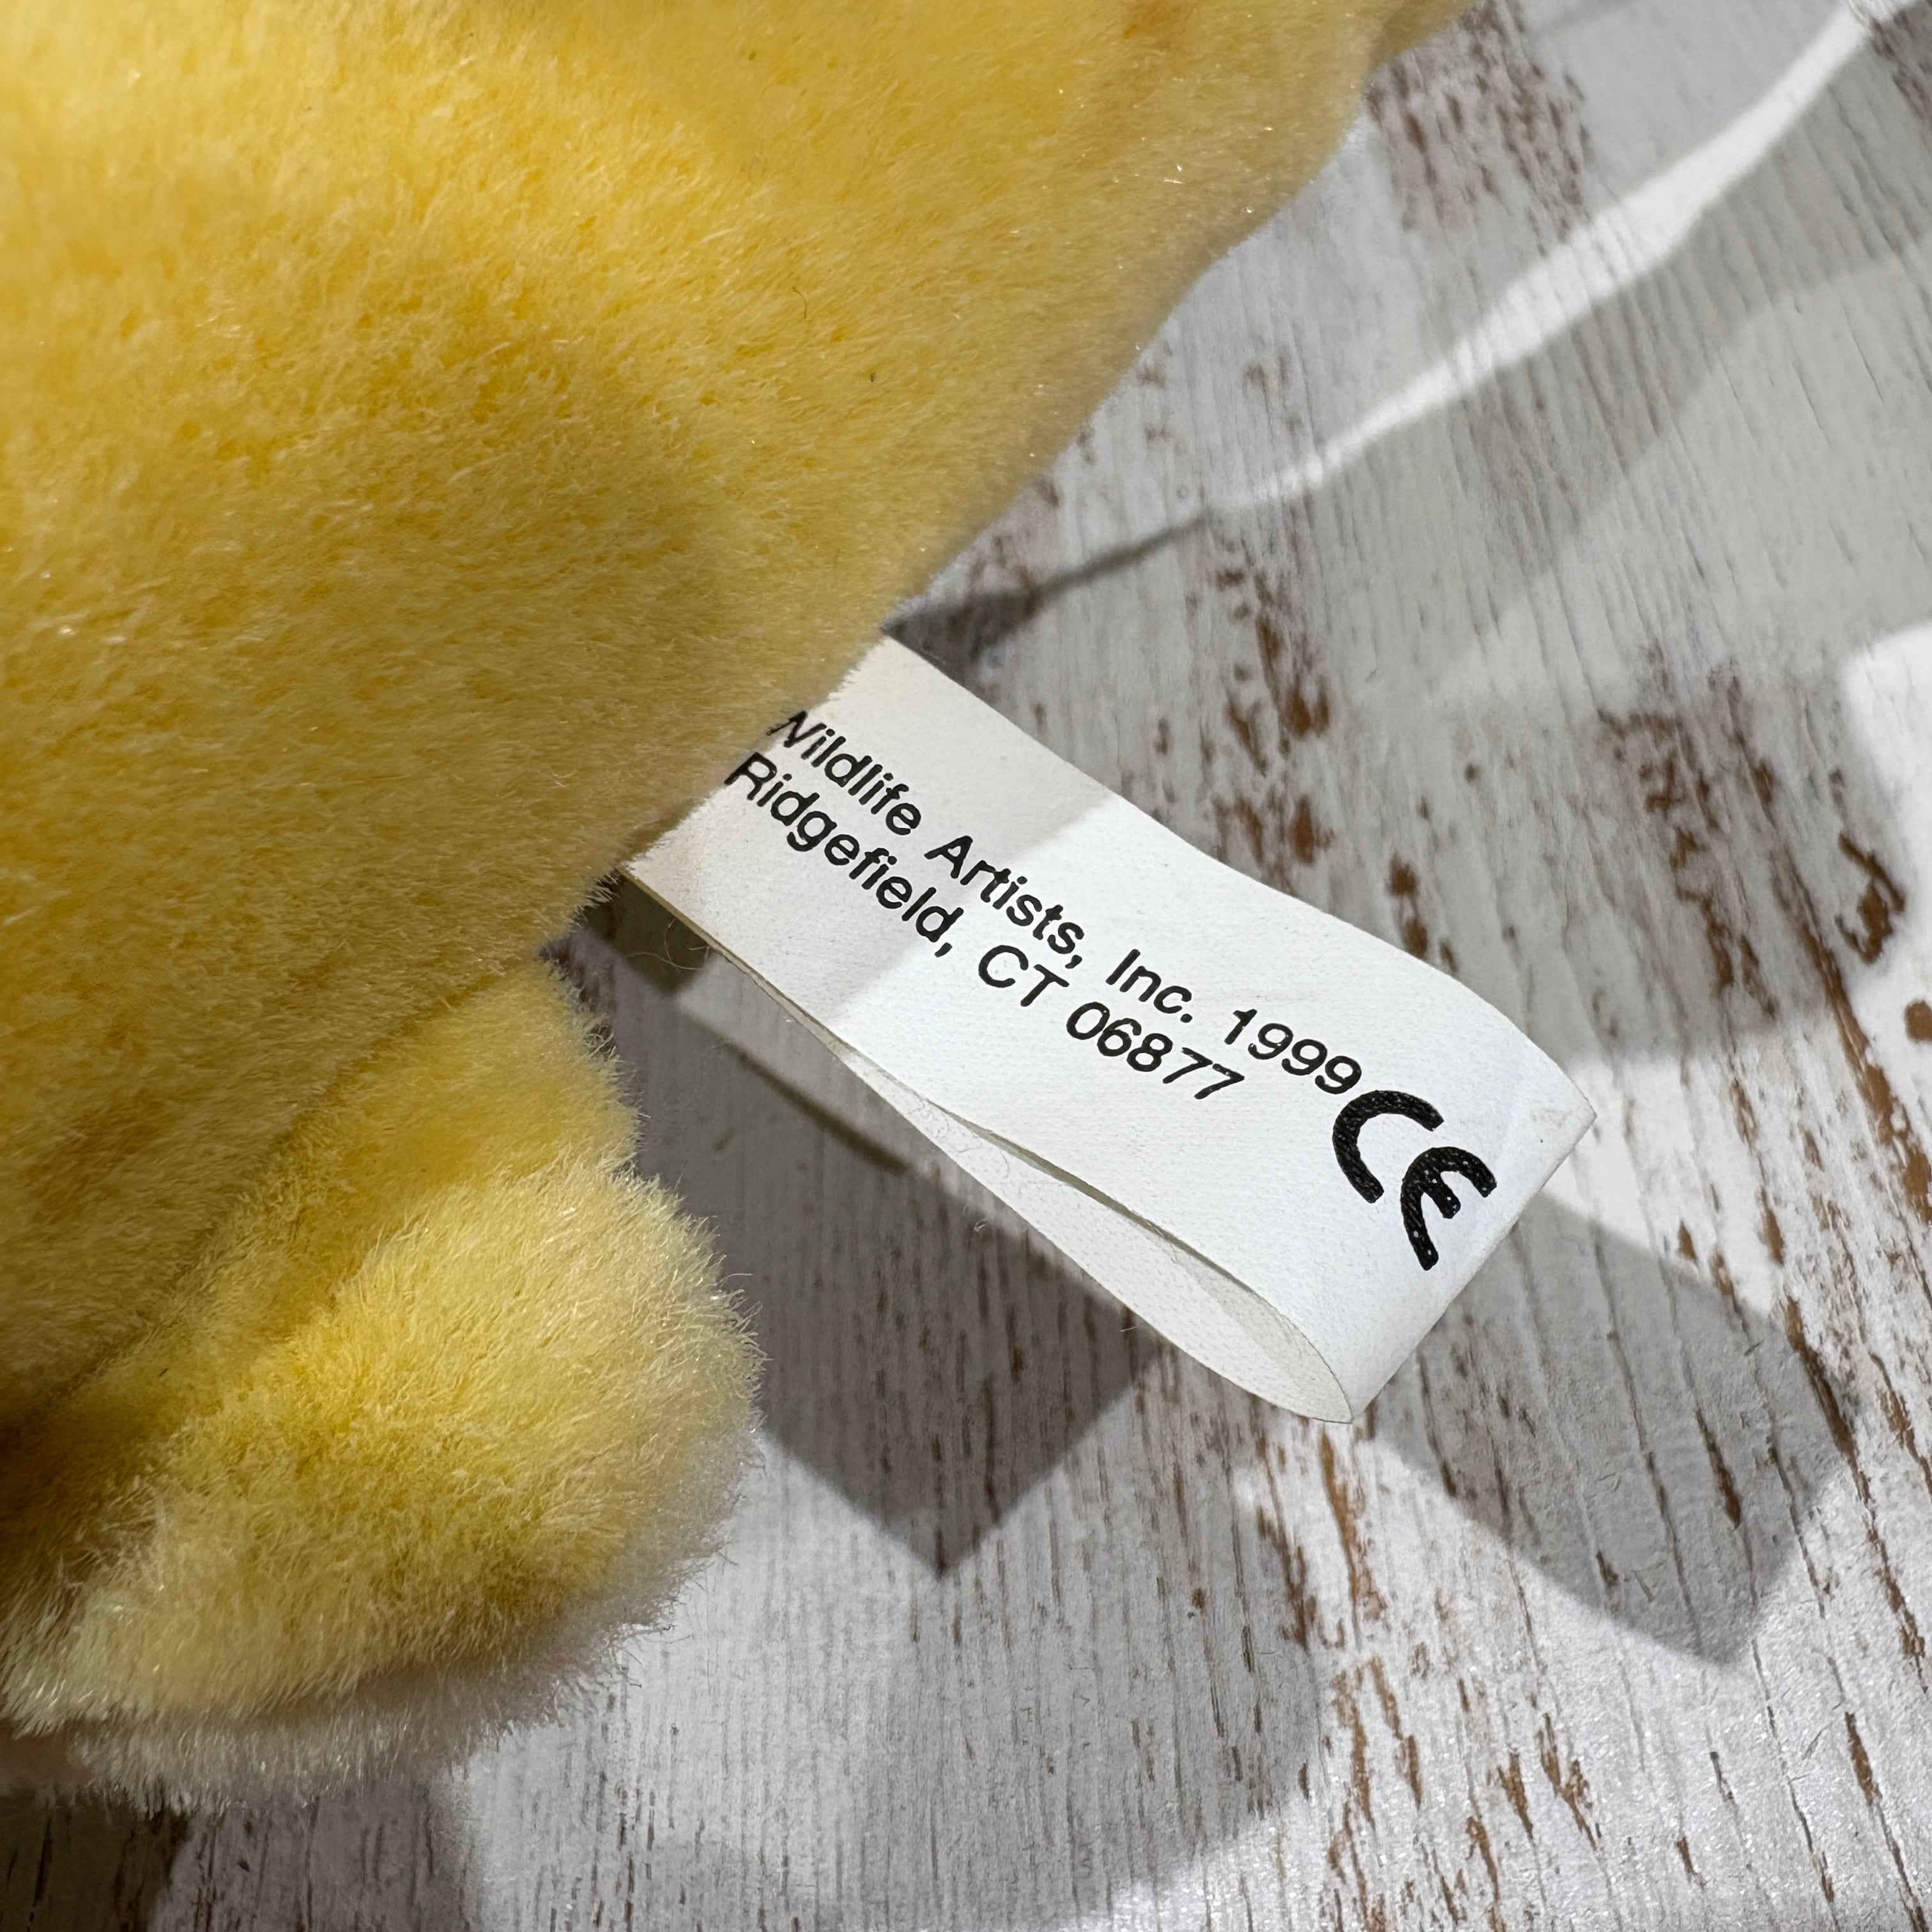 Wildlife Artists, Inc. 1999
Ridgefield, CT 06877
CE